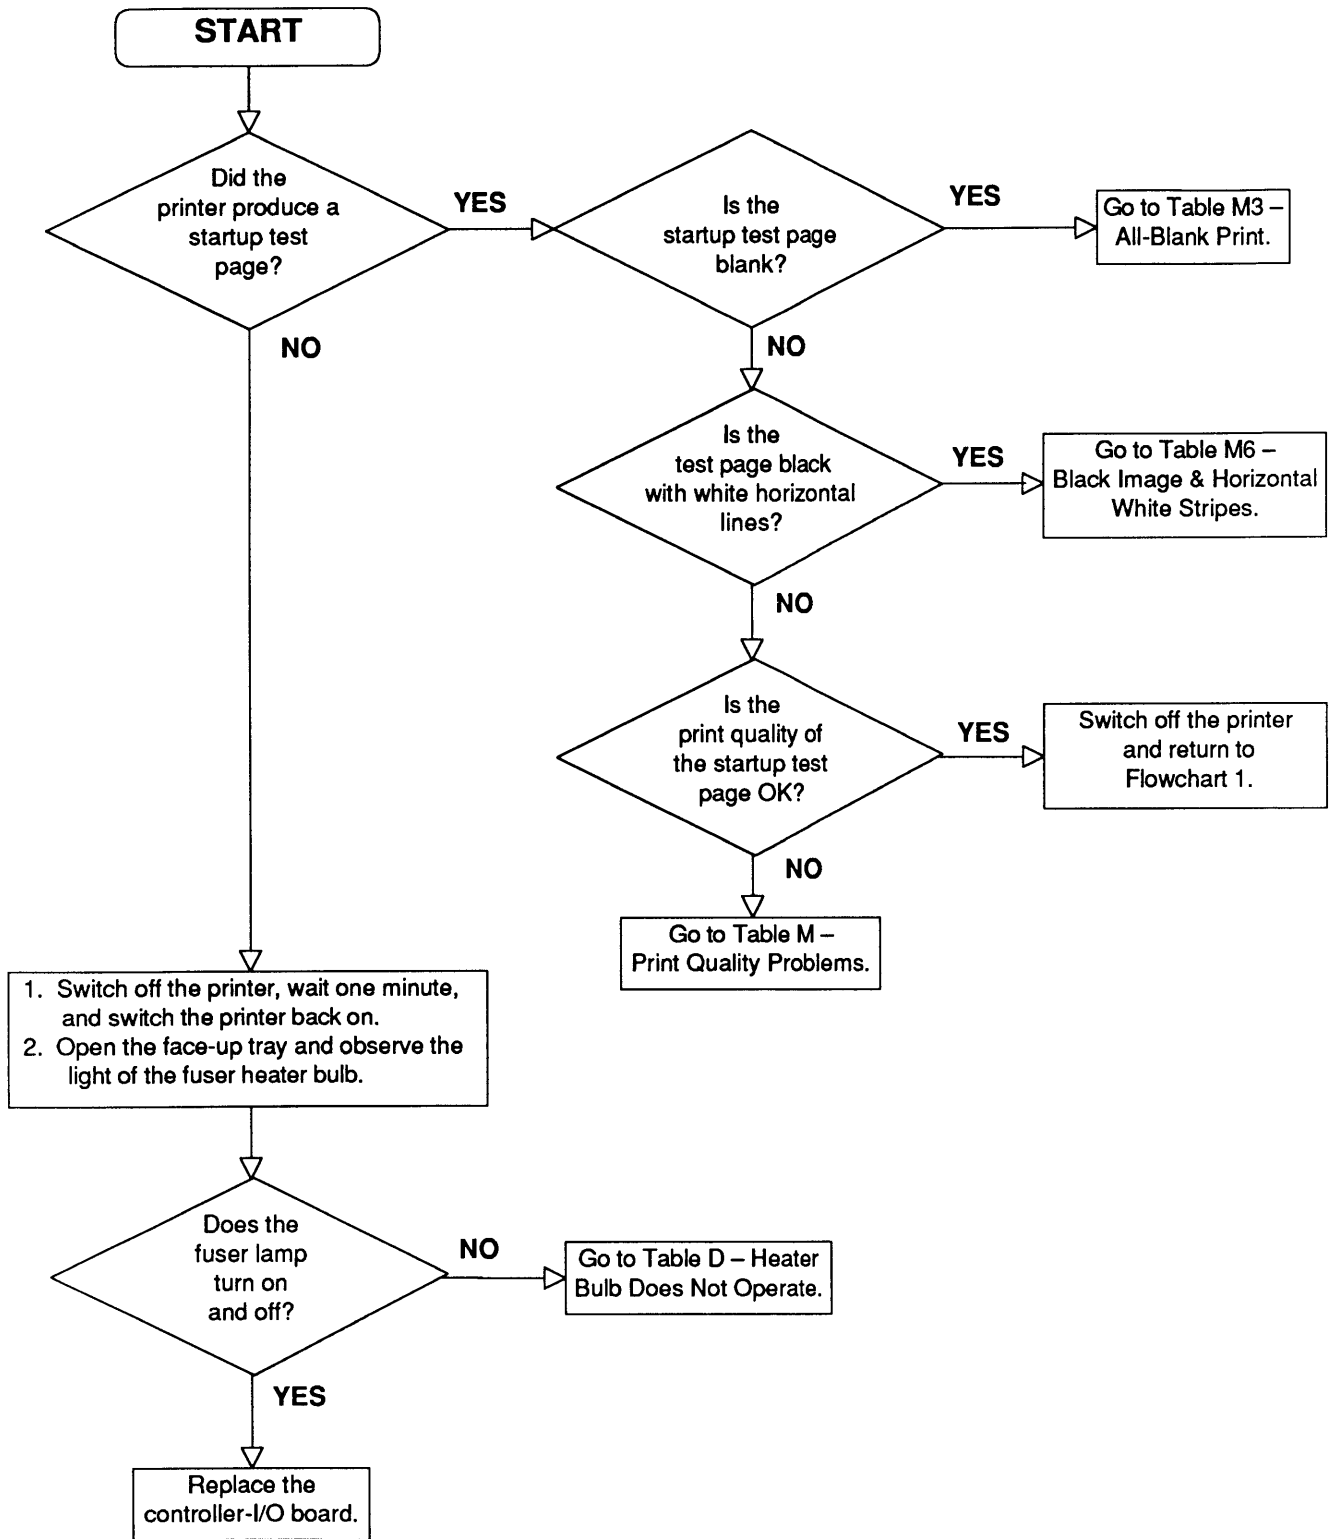 START
Did the
printer produce a
startup test
page?
YES
Is the
startup test page
blank?
YES
Go to Table M3 –
All-Blank Print.
NO
NO
Is the
test page black
with white horizontal
lines?
YES
Go to Table M6 –
Black Image & Horizontal
White Stripes.
NO
Is the
print quality of
the startup test
page OK?
YES
Switch off the printer
and return to
Flowchart 1.
NO
Go to Table M –
Print Quality Problems.
1. Switch off the printer, wait one minute,
and switch the printer back on.
2. Open the face-up tray and observe the
light of the fuser heater bulb.
Does the
fuser lamp
turn on
and off?
NO
Go to Table D – Heater
Bulb Does Not Operate.
YES
Replace the
controller-I/O board.